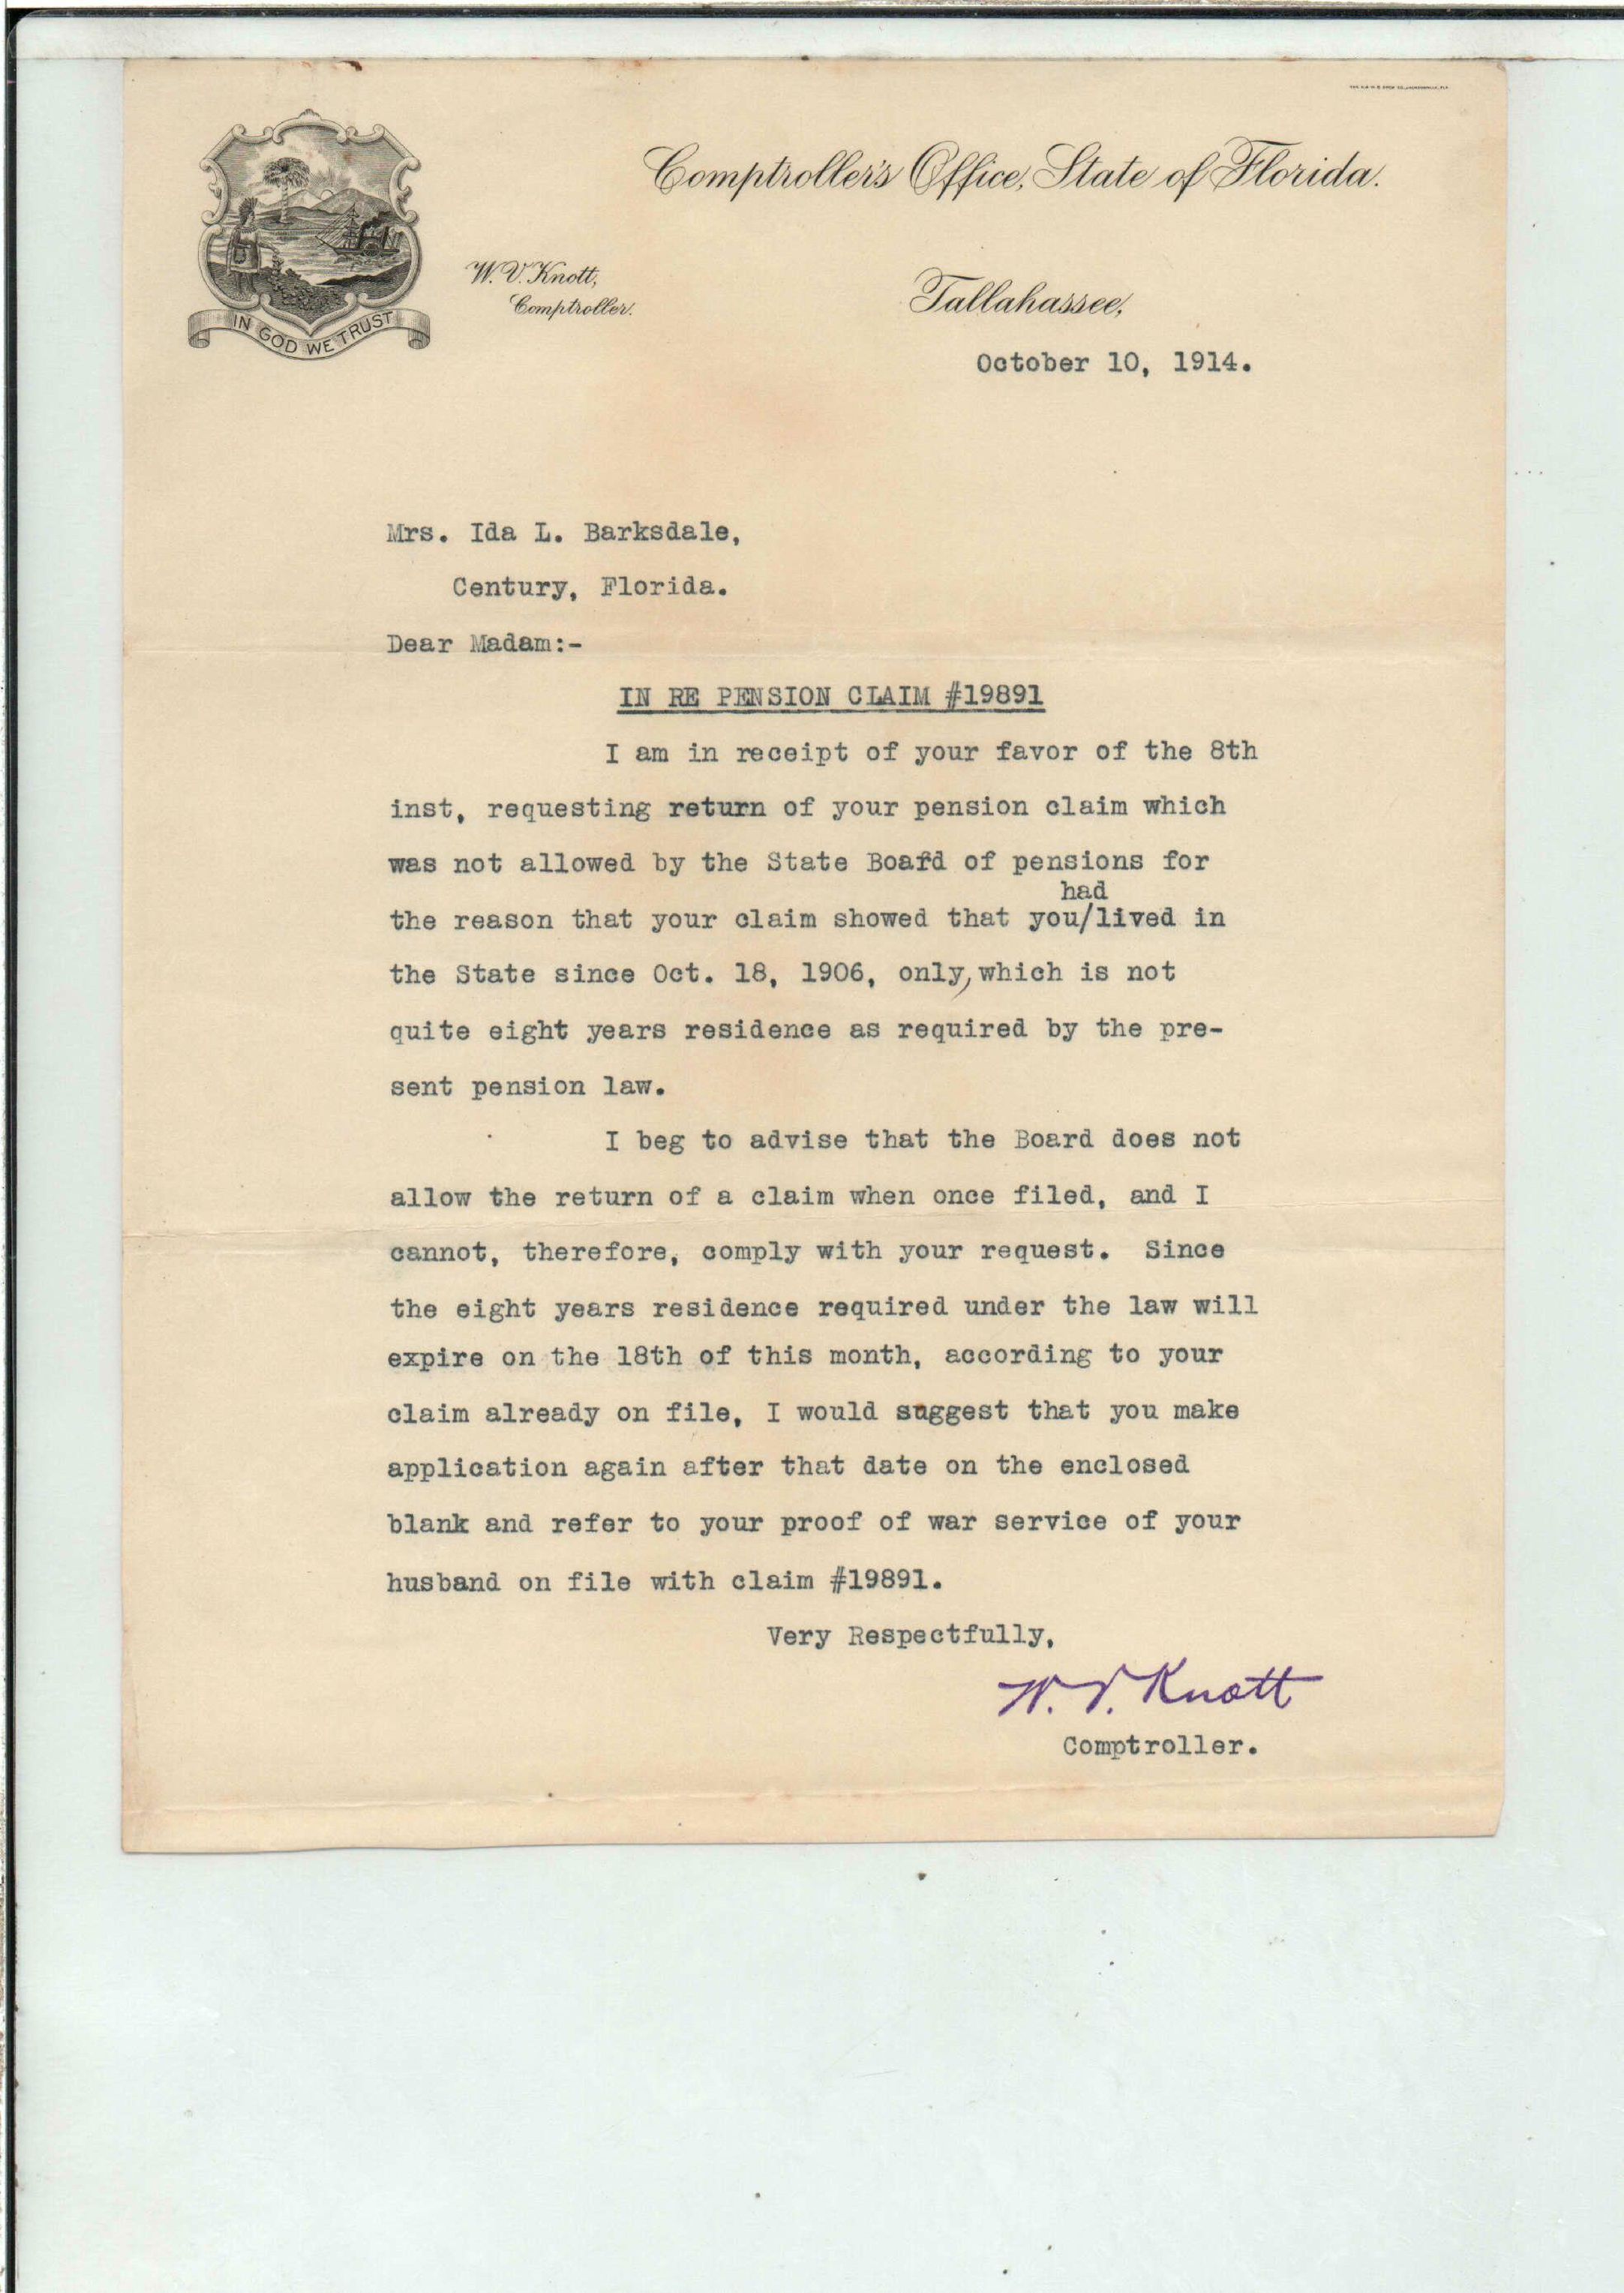 Comptroller's Office, State of Florida.
W. V. Knott,
Comptroller.
IN GOD WE TRUST
Tallahassee,
October 10, 1914.
Mrs. Ida L. Barksdale,
Century, Florida.
Dear Madam:-
IN RE PENSION CLAIM #19891
I am in receipt of your favor of the 8th
inst, requesting return of your pension claim which
was not allowed by the State Board of pensions for
had
the reason that your claim showed that you/lived in
the State since Oct. 18, 1906, only, which is not
quite eight years residence as required by the pre-
sent pension law.
I beg to advise that the Board does not
allow the return of a claim when once filed, and I
cannot, therefore, comply with your request. Since
the eight years residence required under the law will
expire on the 18th of this month, according to your
claim already on file, I would suggest that you make
application again after that date on the enclosed
blank and refer to your proof of war service of your
husband on file with claim #19891.
Very Respectfully,
W. V. Knott
Comptroller.